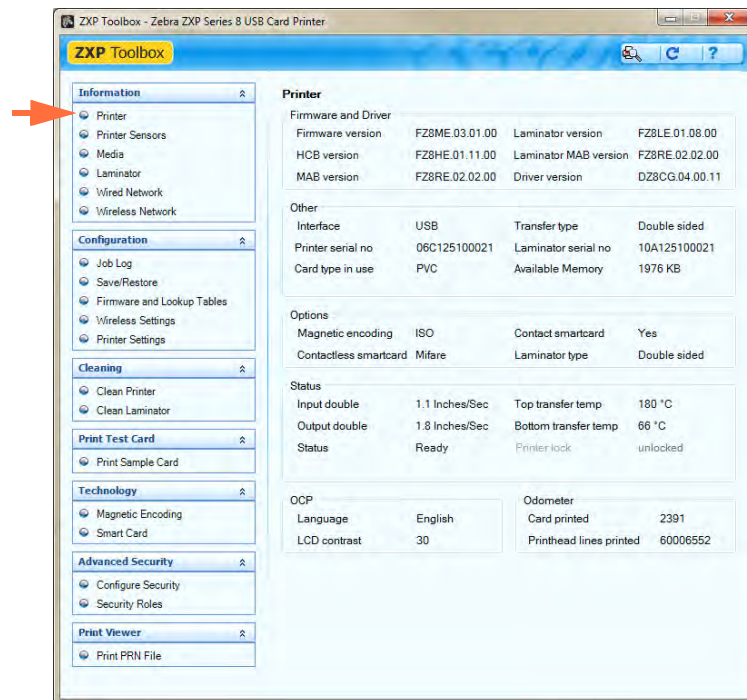 ZXP Toolbox - Zebra ZXP Series 8 USB Card Printer
ZXP Toolbox
?
Information
Printer
Printer Sensors
Media
Laminator
Wired Network
Wireless Network
Configuration
Job Log
Save/Restore
Firmware and Lookup Tables
Wireless Settings
Printer Settings
Cleaning
Clean Printer
Clean Laminator
Print Test Card
Print Sample Card
Technology
Magnetic Encoding
Smart Card
Advanced Security
Configure Security
Security Roles
Print Viewer
Print PRN File
Printer
Firmware and Driver
Firmware version FZ8ME.03.01.00 Laminator version FZ8LE.01.08.00
HCB version FZ8HE.01.11.00 Laminator MAB version FZ8RE.02.02.00
MAB version FZ8RE.02.02.00 Driver version DZ8CG.04.00.11
Other
Interface USB Transfer type Double sided
Printer serial no 06C125100021 Laminator serial no 10A125100021
Card type in use PVC Available Memory 1976 KB
Options
Magnetic encoding ISO Contact smartcard Yes
Contactless smartcard Mifare Laminator type Double sided
Status
Input double 1.1 Inches/Sec Top transfer temp 180 °C
Output double 1.8 Inches/Sec Bottom transfer temp 66 °C
Status Ready Printer lock unlocked
OCP
Language English
LCD contrast 30
Odometer
Card printed 2391
Printhead lines printed 60006552